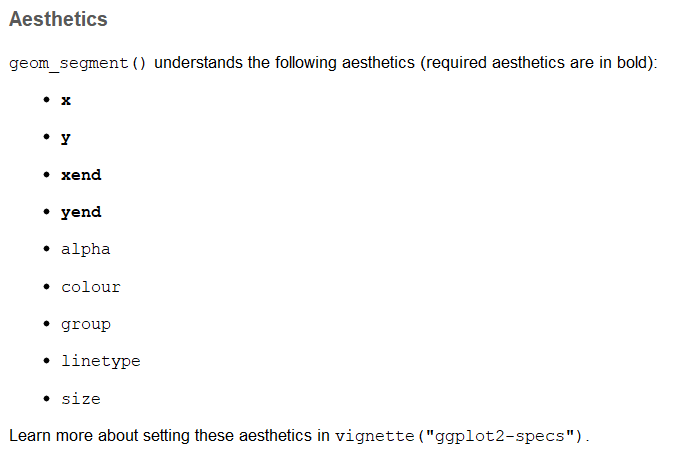 Aesthetics
geom_segment() understands the following aesthetics (required aesthetics are in bold):
• x
• y
• xend
• yend
• alpha
• colour
• group
• linetype
• size
Learn more about setting these aesthetics in vignette("ggplot2-specs").